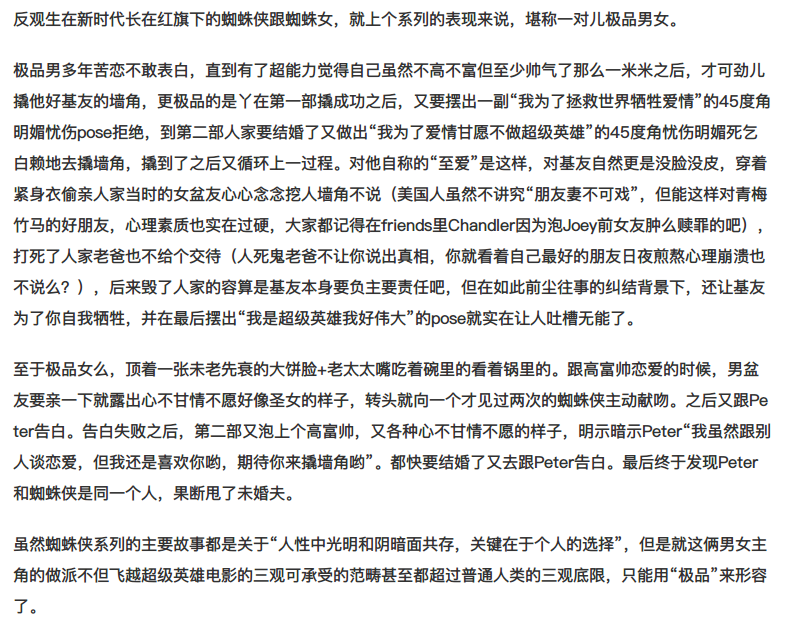 反观生在新时代长在红旗下的蜘蛛侠跟蜘蛛女，就上个系列的表现来说，堪称一对儿极品男女。
极品男多年苦恋不敢表白，直到有了超能力觉得自己虽然不高不富但至少帅气了那么一米米之后，才可劲儿
撬他好基友的墙角，更极品的是丫在第一部撬成功之后，又要摆出一副“我为了拯救世界牺牲爱情”的45度角
明媚忧伤pose拒绝，到第二部人家要结婚了又做出“我为了爱情甘愿不做超级英雄”的45度角忧伤明媚死乞
白赖地去撬墙角，撬到了之后又循环上一过程。对他自称的“至爱”是这样，对基友自然更是没脸没皮，穿着
紧身衣偷亲人家当时的女盆友心心念念挖人墙角不说（美国人虽然不讲究“朋友妻不可戏”，但能这样对青梅
竹马的好朋友，心理素质也实在过硬，大家都记得在friends里Chandler因为泡Joey前女友肿么赎罪的吧），
打死了人家老爸也不给个交待（人死鬼老爸不让你说出真相，你就看着自己最好的朋友日夜煎熬心理崩溃也
不说么？），后来毁了人家的容算是基友本身要负主要责任吧，但在如此前尘往事的纠结背景下，还让基友
为了你自我牺牲，并在最后摆出“我是超级英雄我好伟大”的pose就实在让人吐槽无能了。
至于极品女么，顶着一张未老先衰的大饼脸+老太太嘴吃着碗里的看着锅里的。跟高富帅恋爱的时候，男盆
友要亲一下就露出心不甘情不愿好像圣女的样子，转头就向一个才见过两次的蜘蛛侠主动献吻。之后又跟Pe
ter告白。告白失败之后，第二部又泡上个高富帅，又各种心不甘情不愿的样子，明示暗示Peter“我虽然跟别
人谈恋爱，但我还是喜欢你哟，期待你来撬墙角哟”。都快要结婚了又去跟Peter告白。最后终于发现Peter
和蜘蛛侠是同一个人，果断甩了未婚夫。
虽然蜘蛛侠系列的主要故事都是关于“人性中光明和阴暗面共存，关键在于个人的选择”，但是就这俩男女主
角的做派不但飞越超级英雄电影的三观可承受的范畴甚至都超过普通人类的三观底限，只能用“极品”来形容
了。